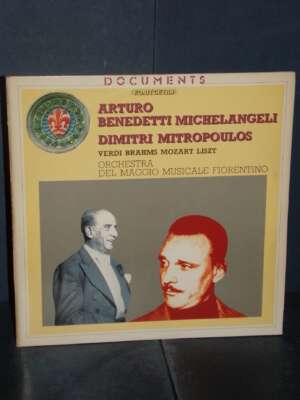 DOCUMENTS
ARTURO
BENEDETTI MICHELANGELI
DIMITRI MITROPOULOS
VERDI BRAHMS MOZART LISZT
ORCHESTRA
DEL MAGGIO MUSICALE FIORENTINO